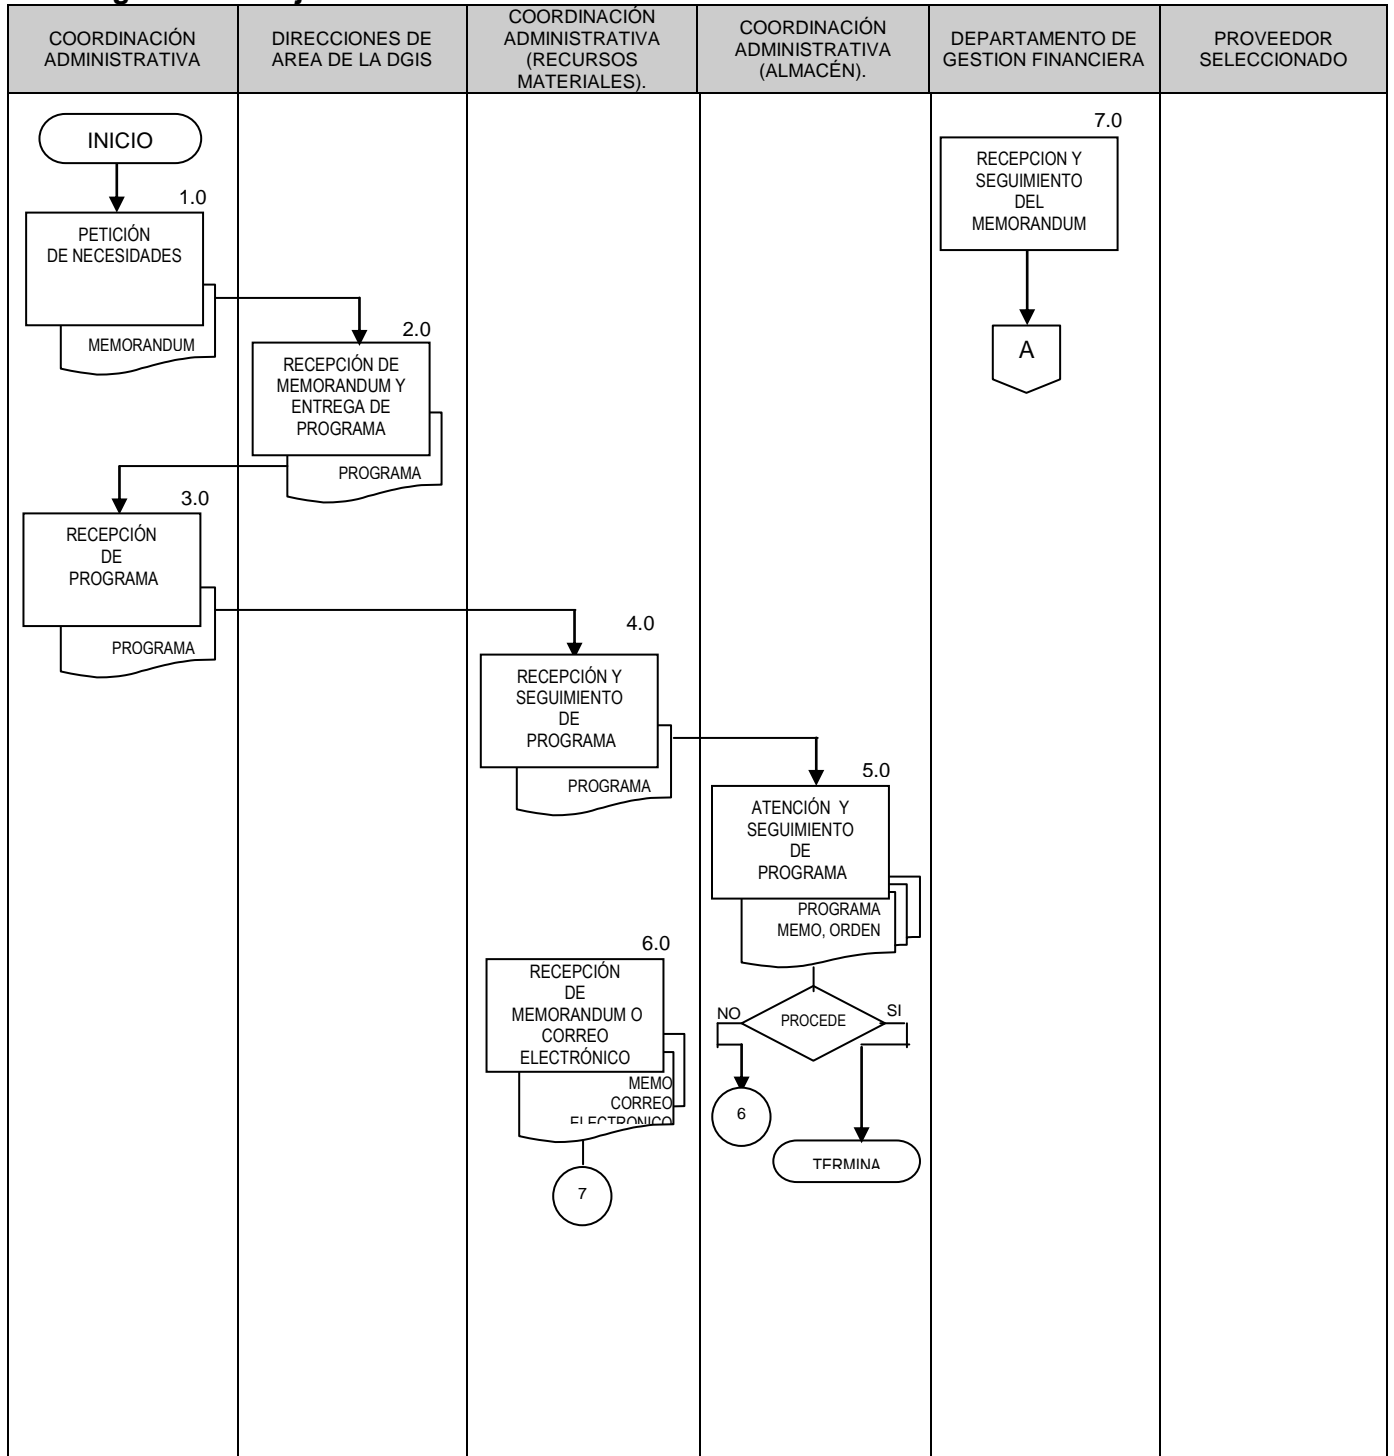 COORDINACIÓN
ADMINISTRATIVA
DIRECCIONES DE
AREA DE LA DGIS
COORDINACIÓN
ADMINISTRATIVA
(RECURSOS
MATERIALES).
COORDINACIÓN
ADMINISTRATIVA
(ALMACÉN).
DEPARTAMENTO DE
GESTION FINANCIERA
PROVEEDOR
SELECCIONADO
INICIO
1.0
PETICIÓN
DE NECESIDADES
MEMORANDUM
2.0
RECEPCIÓN DE
MEMORANDUM Y
ENTREGA DE
PROGRAMA
PROGRAMA
3.0
RECEPCIÓN
DE
PROGRAMA
PROGRAMA
4.0
RECEPCIÓN Y
SEGUIMIENTO
DE
PROGRAMA
PROGRAMA
5.0
ATENCIÓN Y
SEGUIMIENTO
DE
PROGRAMA
PROGRAMA
MEMO, ORDEN
NO
PROCEDE
SI
6
TERMINA
6.0
RECEPCIÓN
DE
MEMORANDUM O
CORREO
ELECTRÓNICO
MEMO
CORREO
ELECTRONICO
7
7.0
RECEPCION Y
SEGUIMIENTO
DEL
MEMORANDUM
A